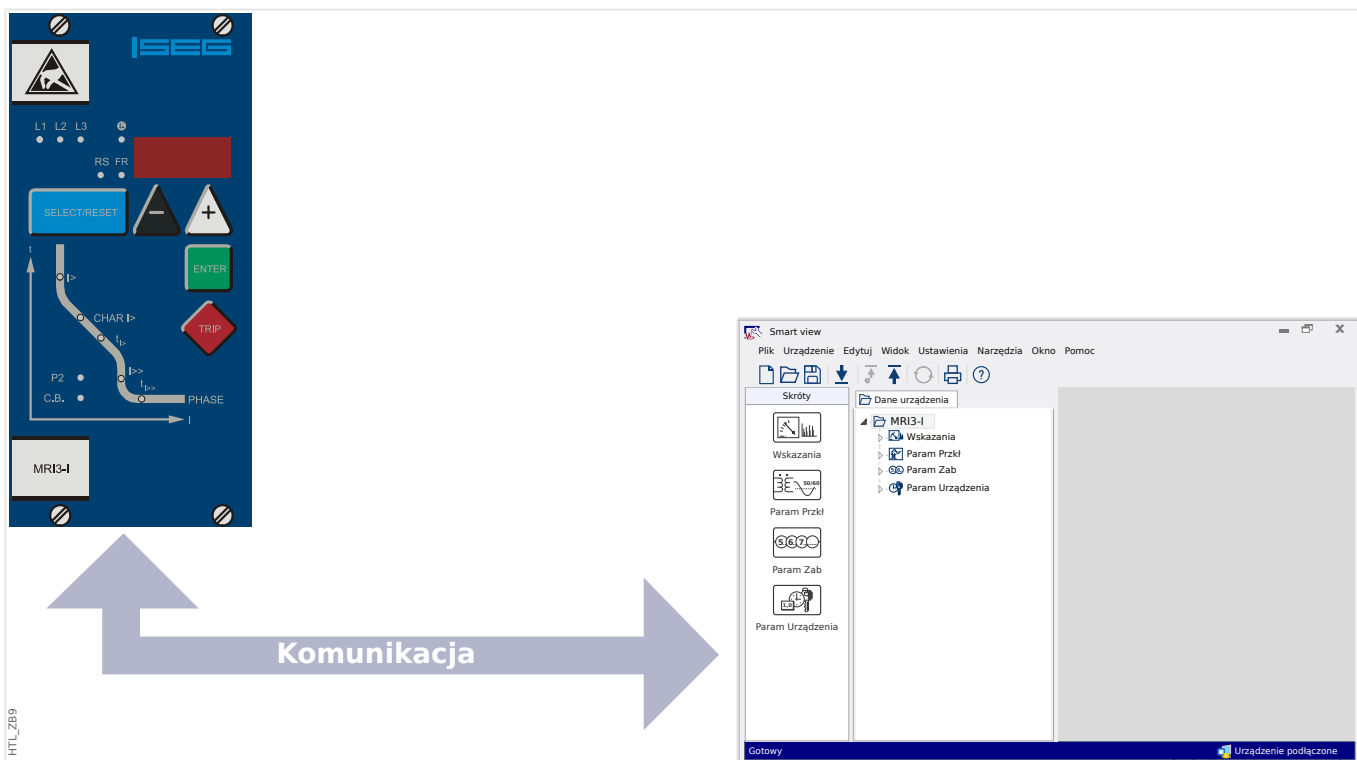 ISEG
L1 L2 L3
RS FR
SELECT/RESET
-
+
t
ENTER
I>
CHAR I>
TRIP
tI>
I>>
P2
tI>>
C.B.
PHASE
I
MRI3-I
Komunikacja
HTL_ZB9
Smart view
Plik Urządzenie Edytuj Widok Ustawienia Narzędzia Okno Pomoc
Skróty
Wskazania
50/60
Param Przkł
5.6.7....
Param Zab
1,0
Param Urządzenia
Dane urządzenia
MRI3-I
Wskazania
Param Przkł
Param Zab
Param Urządzenia
Gotowy
Urządzenie podłączone